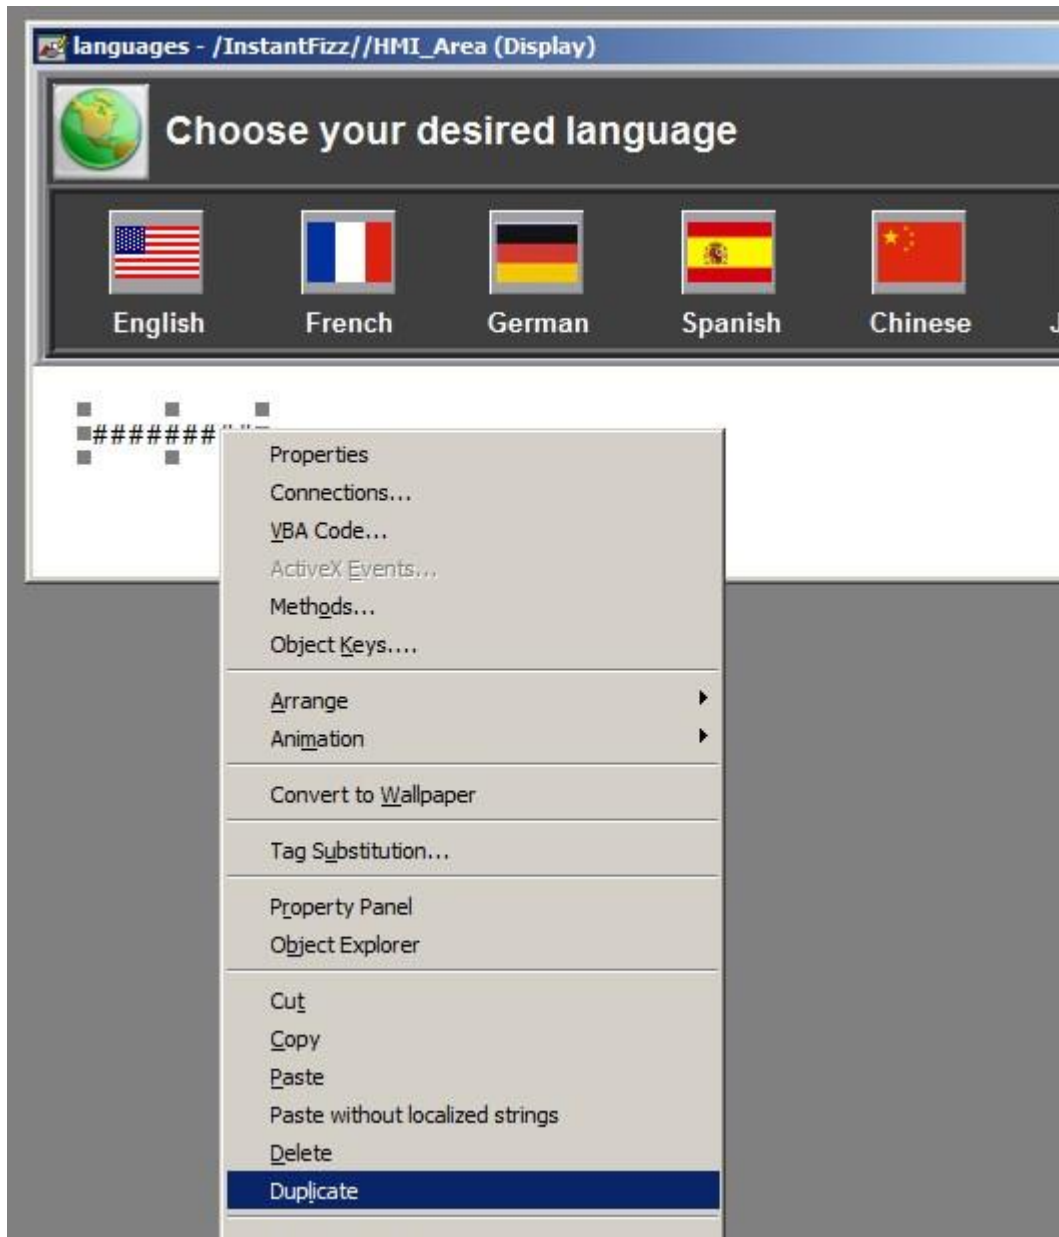 languages - /InstantFizz//HMI_Area (Display)
Choose your desired language
English French German Spanish Chinese
#######
Properties
Connections...
VBA Code...
ActiveX Events...
Methods...
Object Keys....
Arrange
Animation
Convert to Wallpaper
Tag Substitution...
Property Panel
Object Explorer
Cut
Copy
Paste
Paste without localized strings
Delete
Duplicate